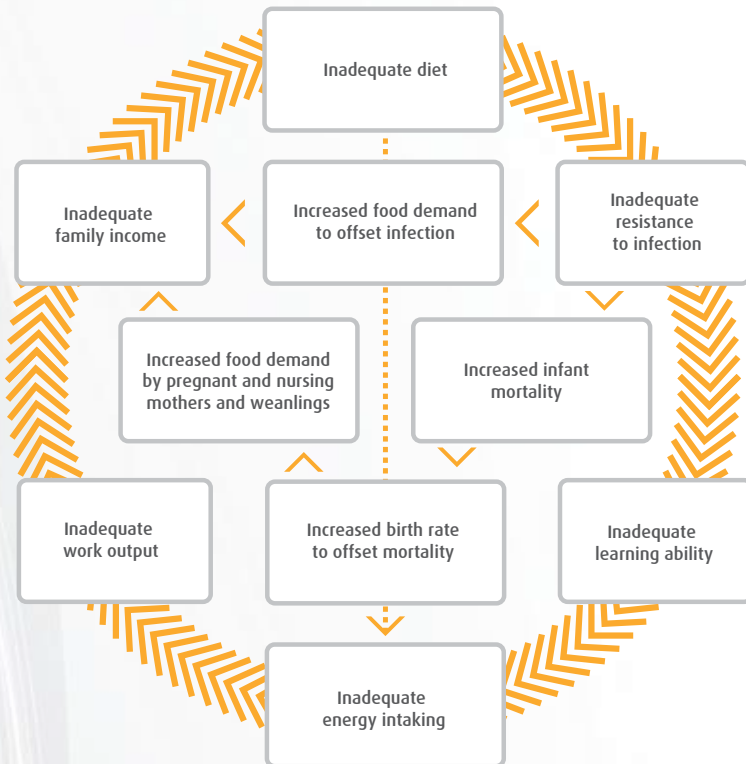 Inadequate diet
Inadequate
family income
Increased food demand
to offset infection
Inadequate
resistance
to infection
Increased food demand
by pregnant and nursing
mothers and weanlings
Increased infant
mortality
Inadequate
work output
Increased birth rate
to offset mortality
Inadequate
learning ability
Inadequate
energy intaking